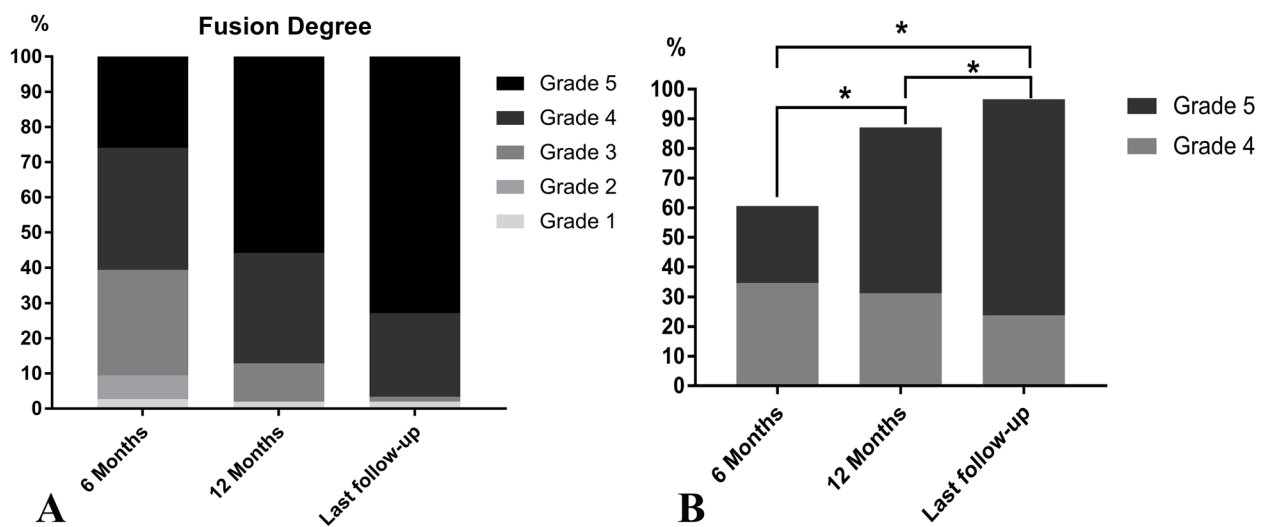 %
Fusion Degree
100
90
80
70
60
50
40
30
20
10
0
6 Months
12 Months
Last follow-up
Grade 5
Grade 4
Grade 3
Grade 2
Grade 1
A
%
*
*
*
100
90
80
70
60
50
40
30
20
10
0
6 Months
12 Months
Last follow-up
Grade 5
Grade 4
B